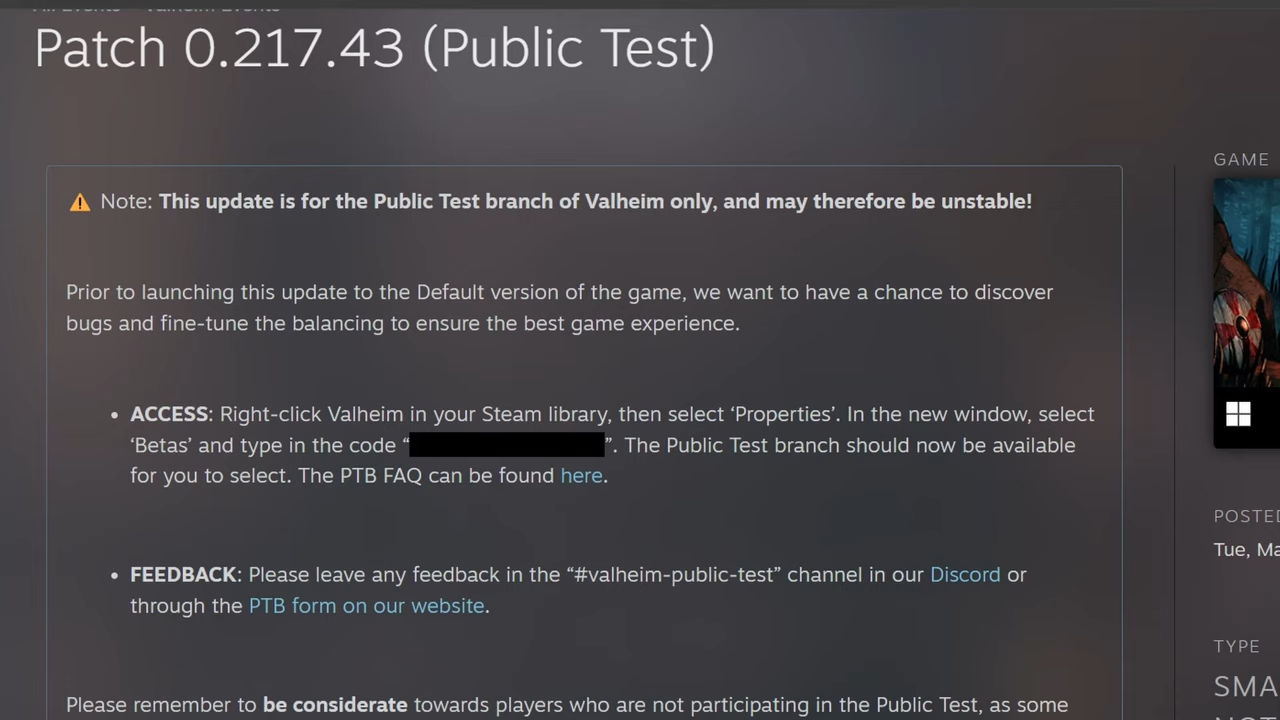 Patch 0.217.43 (Public Test)
⚠ Note: This update is for the Public Test branch of Valheim only, and may therefore be unstable!
Prior to launching this update to the Default version of the game, we want to have a chance to discover
bugs and fine-tune the balancing to ensure the best game experience.
• ACCESS: Right-click Valheim in your Steam library, then select ‘Properties’. In the new window, select
‘Betas’ and type in the code “ ”. The Public Test branch should now be available
for you to select. The PTB FAQ can be found here.
• FEEDBACK: Please leave any feedback in the “#valheim-public-test” channel in our Discord or
through the PTB form on our website.
Please remember to be considerate towards players who are not participating in the Public Test, as some
GAME
POSTED
Tue, Ma
TYPE
SMA